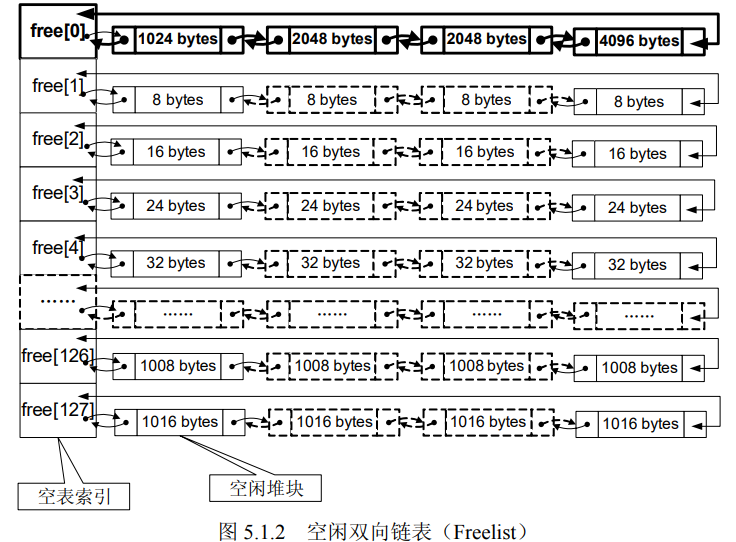 free[0] 1024 bytes 2048 bytes 2048 bytes 4096 bytes
free[1] 8 bytes 8 bytes 8 bytes 8 bytes
free[2] 16 bytes 16 bytes 16 bytes 16 bytes
free[3] 24 bytes 24 bytes 24 bytes 24 bytes
free[4] 32 bytes 32 bytes 32 bytes 32 bytes
…… …… …… …… ……
free[126] 1008 bytes 1008 bytes 1008 bytes 1008 bytes
free[127] 1016 bytes 1016 bytes 1016 bytes 1016 bytes
空表索引 空闲堆块
图 5.1.2 空闲双向链表（Freelist）